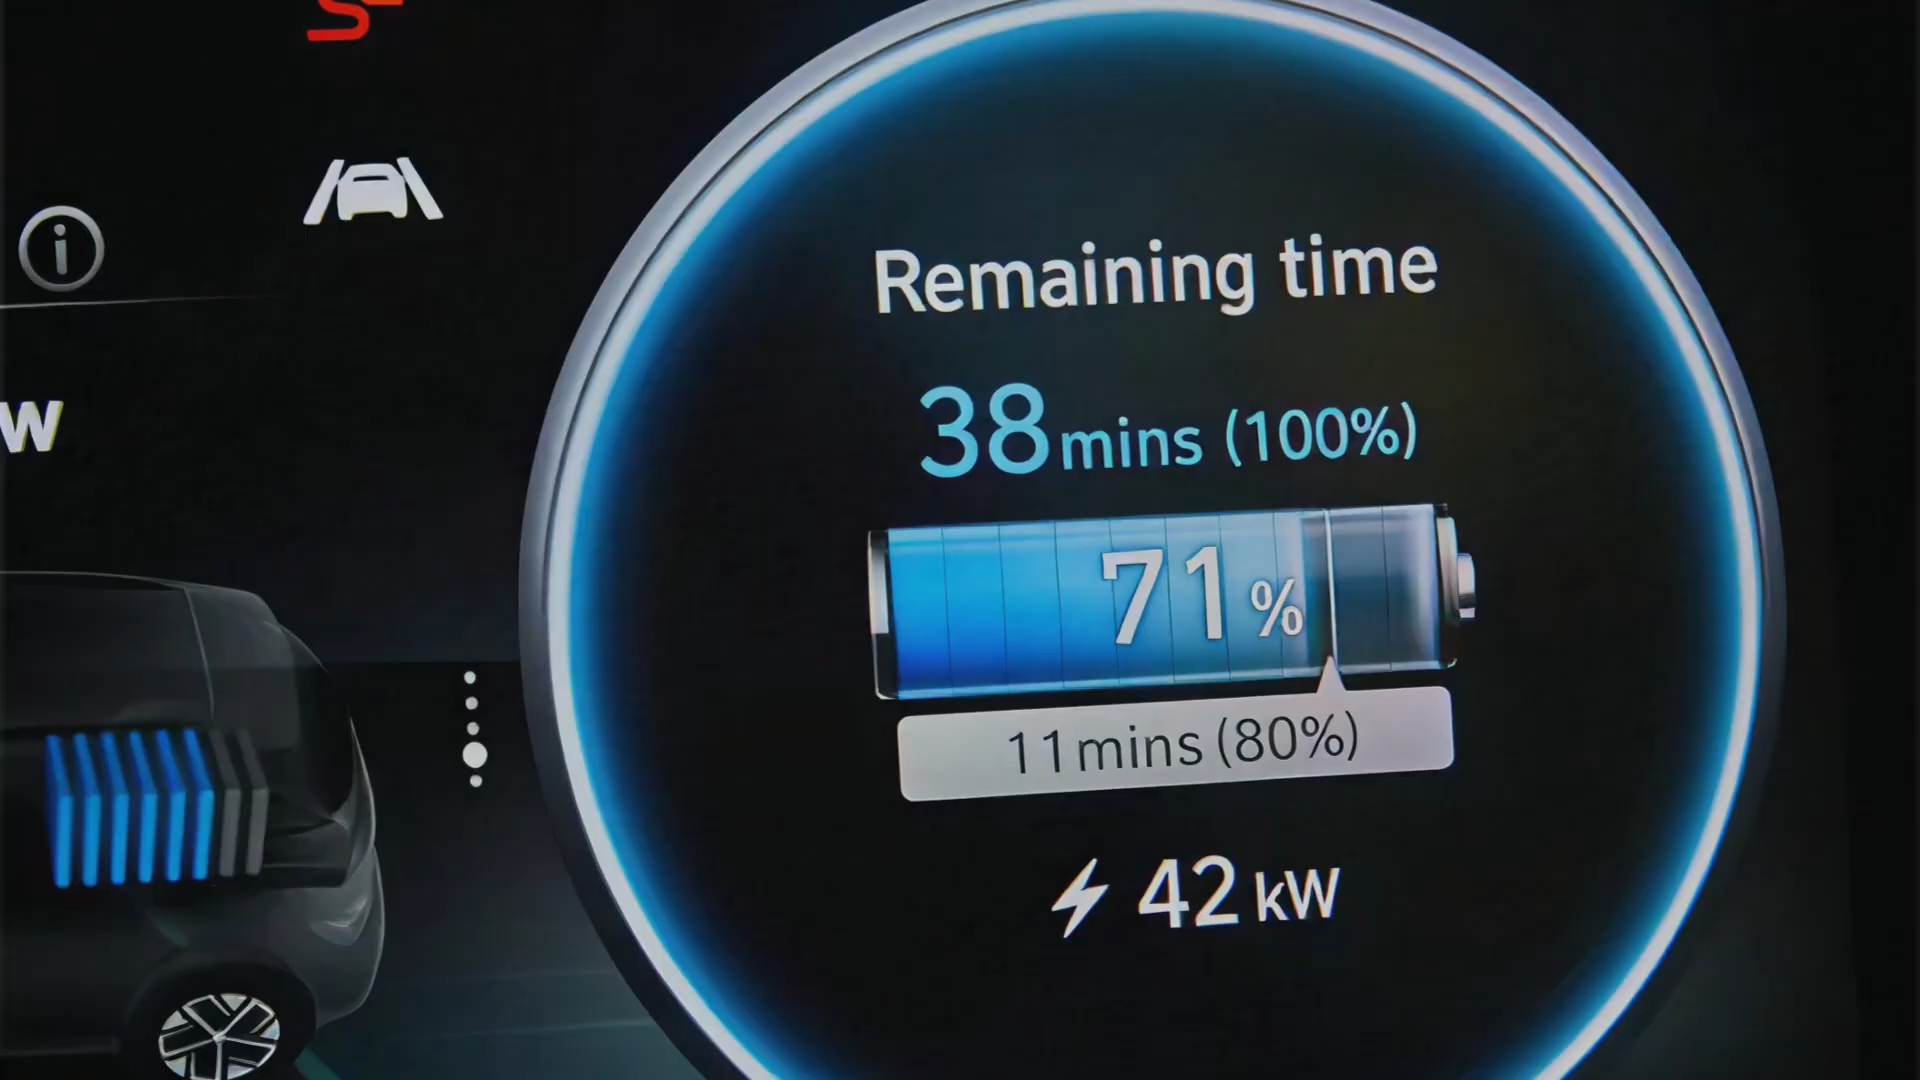 W
Remaining time
38 mins (100%)
71 %
11 mins (80%)
42 kW